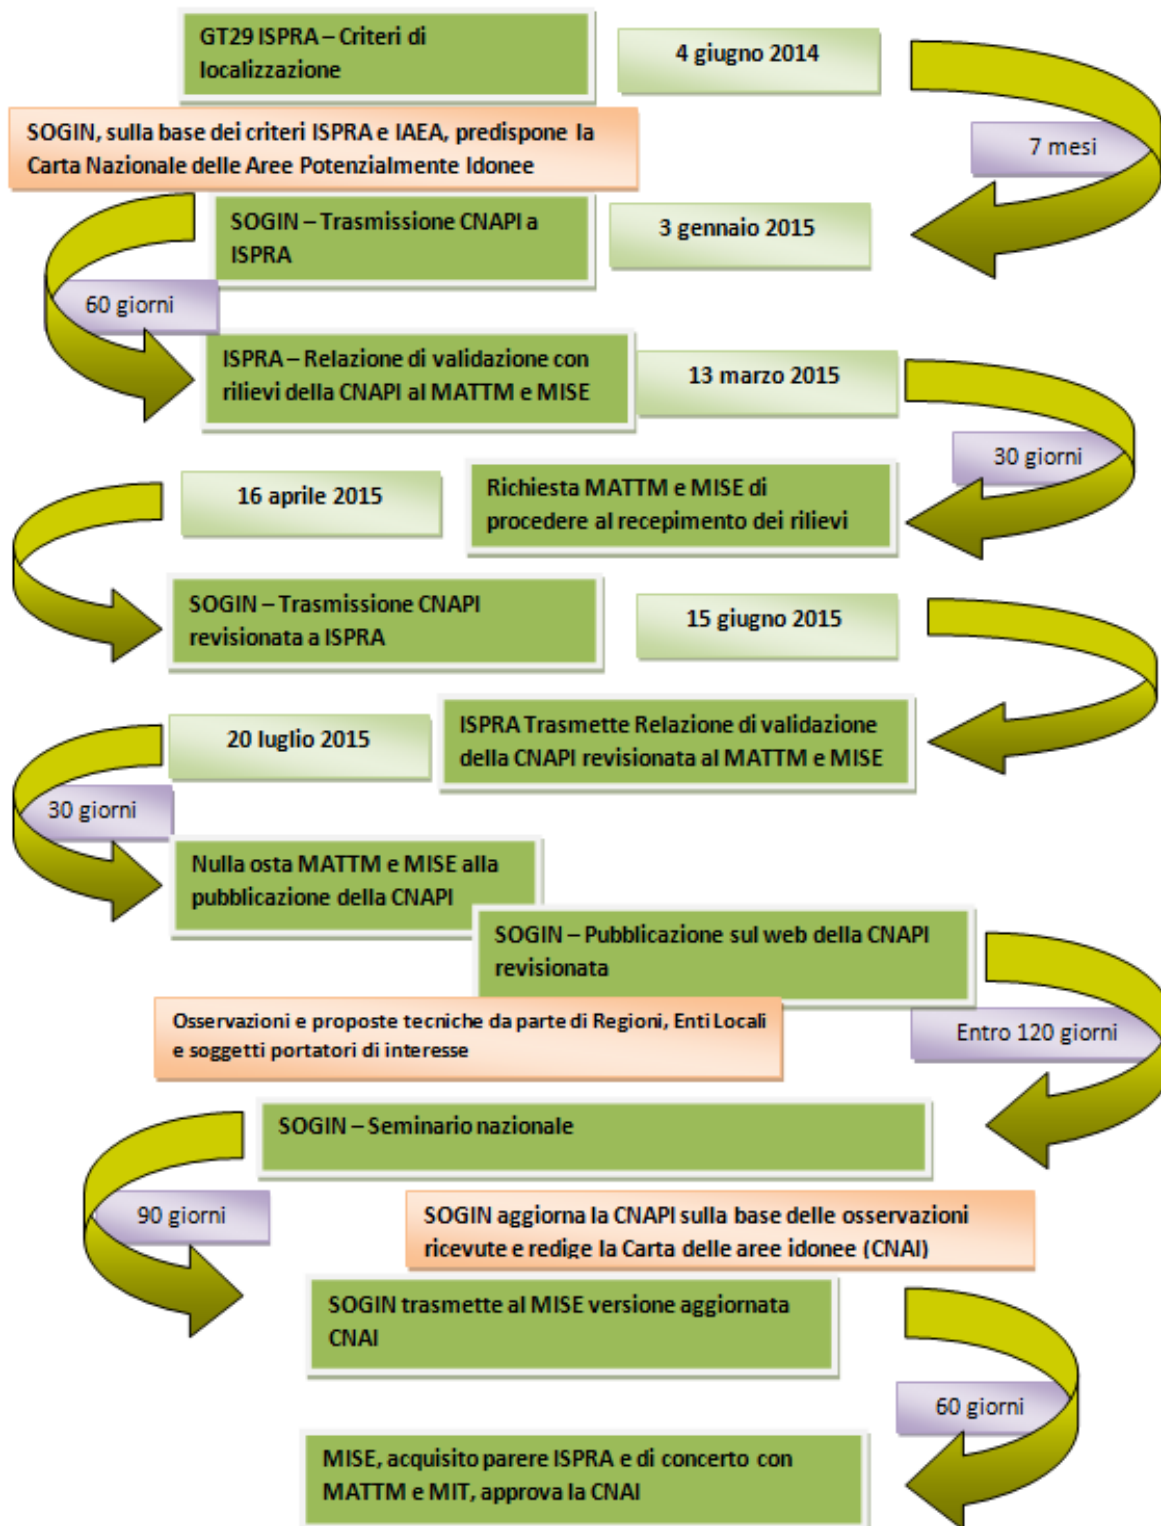 GT29 ISPRA – Criteri di
localizzazione
4 giugno 2014
7 mesi
SOGIN, sulla base dei criteri ISPRA e IAEA, predispone la
Carta Nazionale delle Aree Potenzialmente Idonee
SOGIN – Trasmissione CNAPI a
ISPRA
3 gennaio 2015
60 giorni
ISPRA – Relazione di validazione con
rilievi della CNAPI al MATTM e MISE
13 marzo 2015
30 giorni
16 aprile 2015
Richiesta MATTM e MISE di
procedere al recepimento dei rilievi
SOGIN – Trasmissione CNAPI
revisionata a ISPRA
15 giugno 2015
20 luglio 2015
ISPRA Trasmette Relazione di validazione
della CNAPI revisionata al MATTM e MISE
30 giorni
Nulla osta MATTM e MISE alla
pubblicazione della CNAPI
SOGIN – Pubblicazione sul web della CNAPI
revisionata
Osservazioni e proposte tecniche da parte di Regioni, Enti Locali
e soggetti portatori di interesse
Entro 120 giorni
SOGIN – Seminario nazionale
90 giorni
SOGIN aggiorna la CNAPI sulla base delle osservazioni
ricevute e redige la Carta delle aree idonee (CNAI)
SOGIN trasmette al MISE versione aggiornata
CNAI
60 giorni
MISE, acquisito parere ISPRA e di concerto con
MATTM e MIT, approva la CNAI